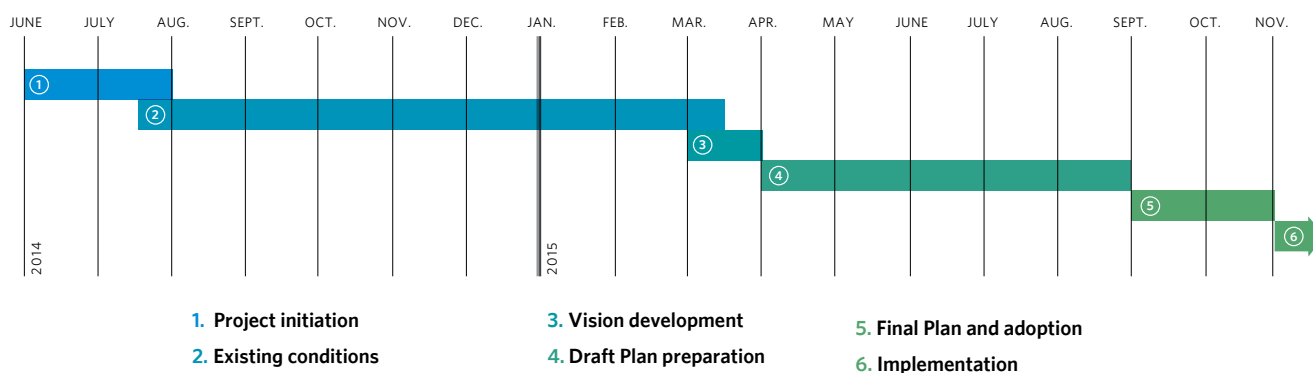 JUNE JULY AUG. SEPT. OCT. NOV. DEC. JAN. FEB. MAR. APR. MAY JUNE JULY AUG. SEPT. OCT. NOV.
1
2
3
4
5
6
2014
2015
1. Project initiation
2. Existing conditions
3. Vision development
4. Draft Plan preparation
5. Final Plan and adoption
6. Implementation